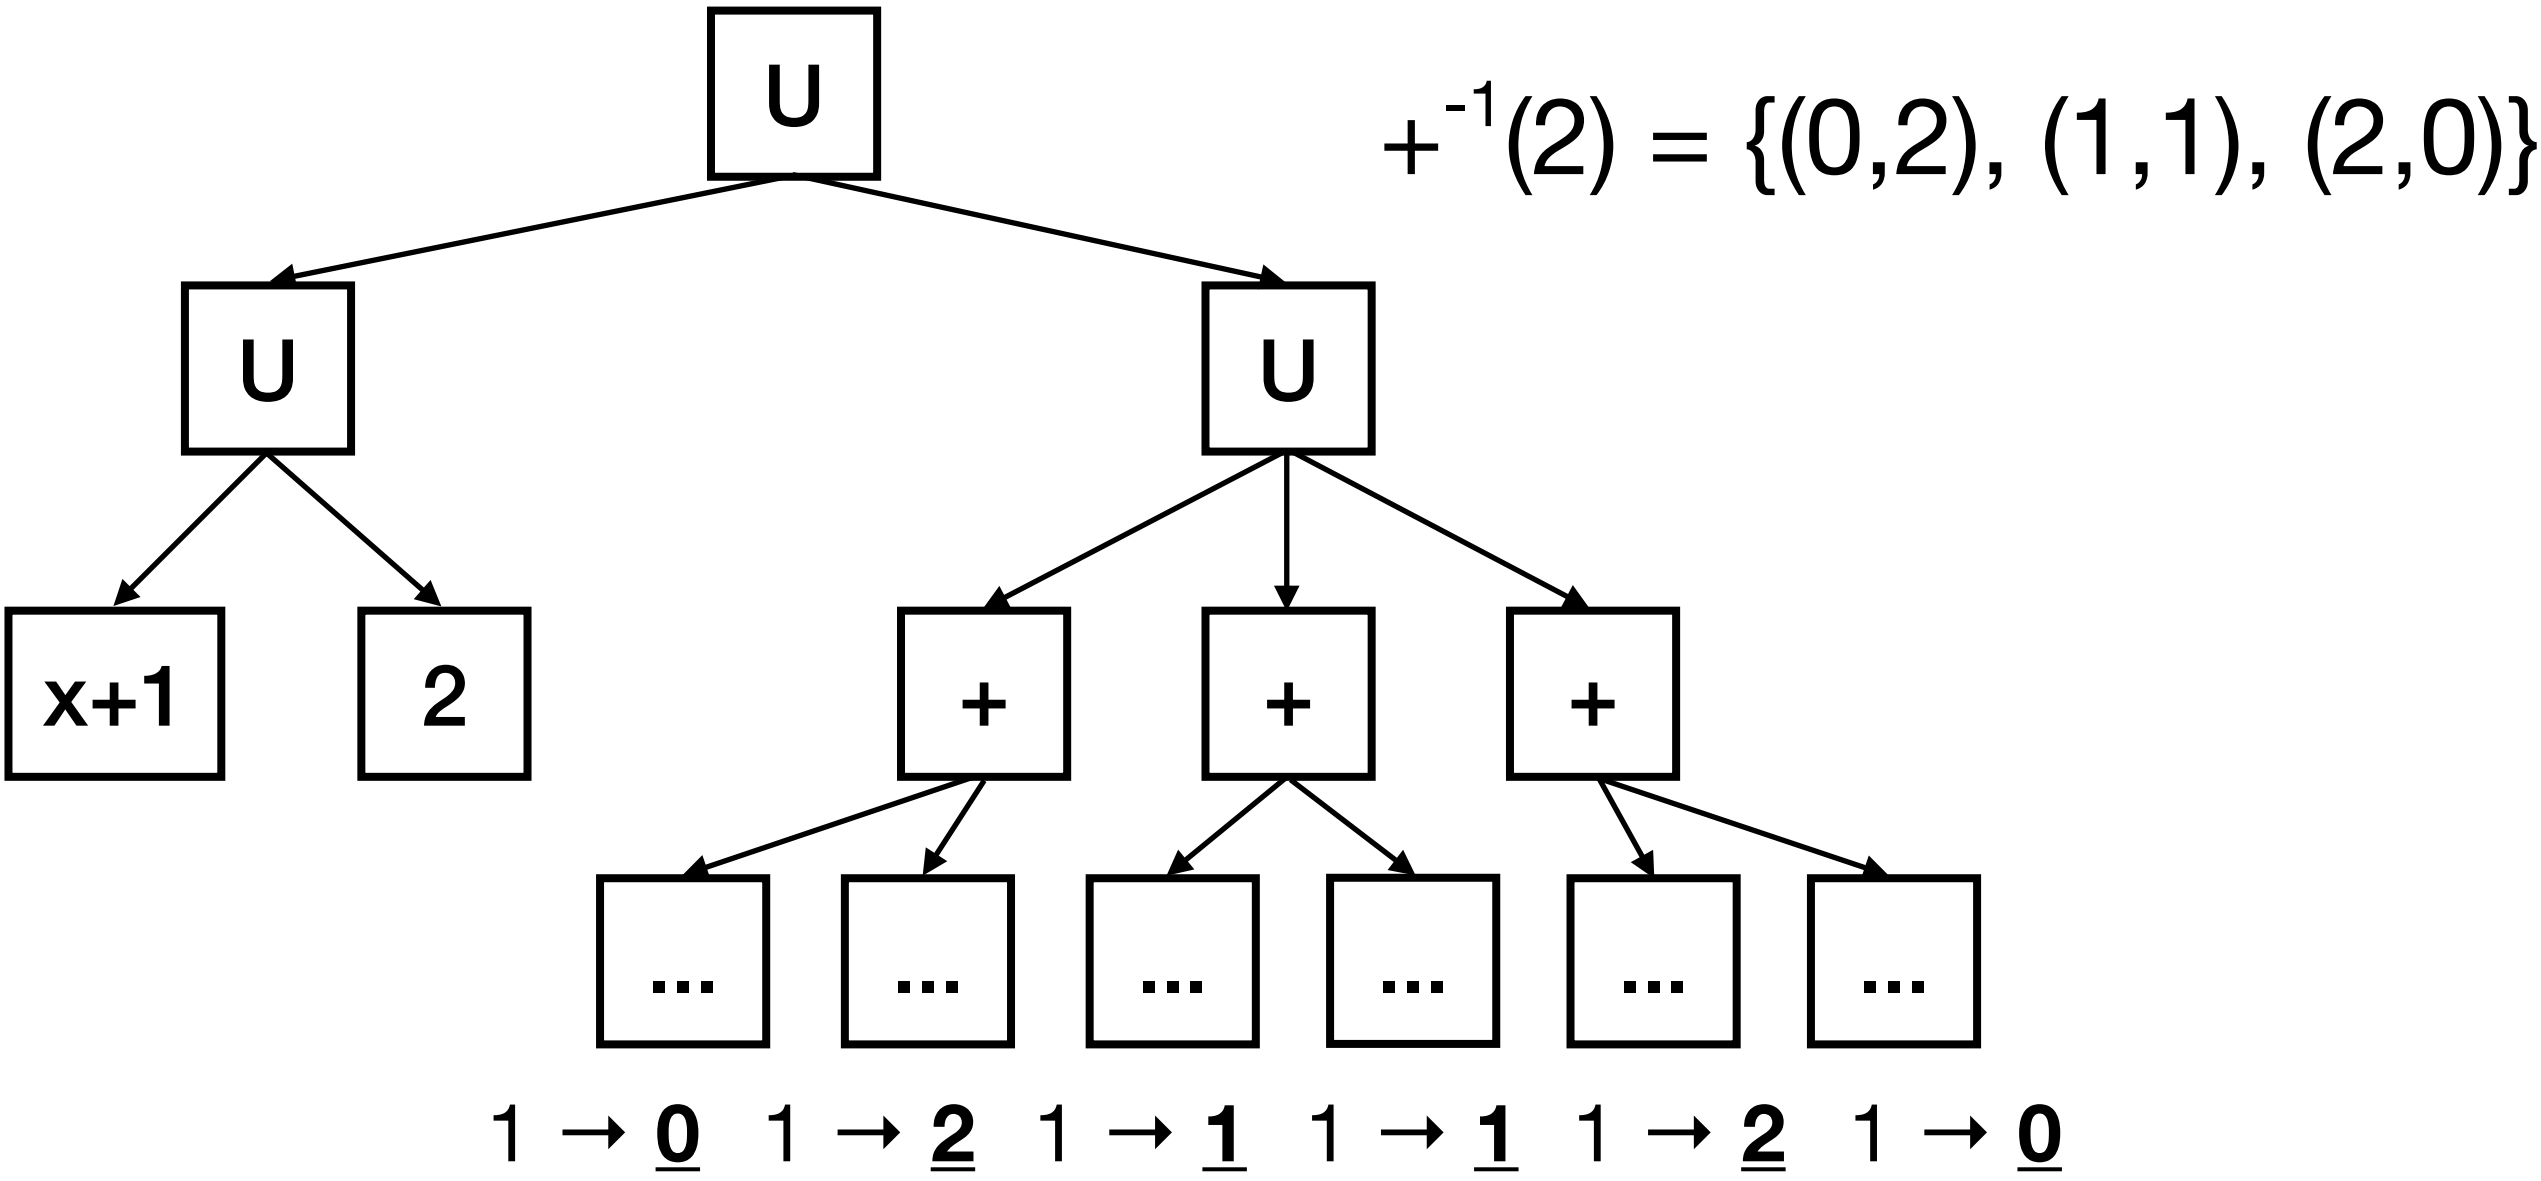 U
+-1(2) = {(0,2), (1,1), (2,0)}
U U
x+1 2 + + +
... ... ... ... ... ...
1 → 0 1 → 2 1 → 1 1 → 1 1 → 2 1 → 0